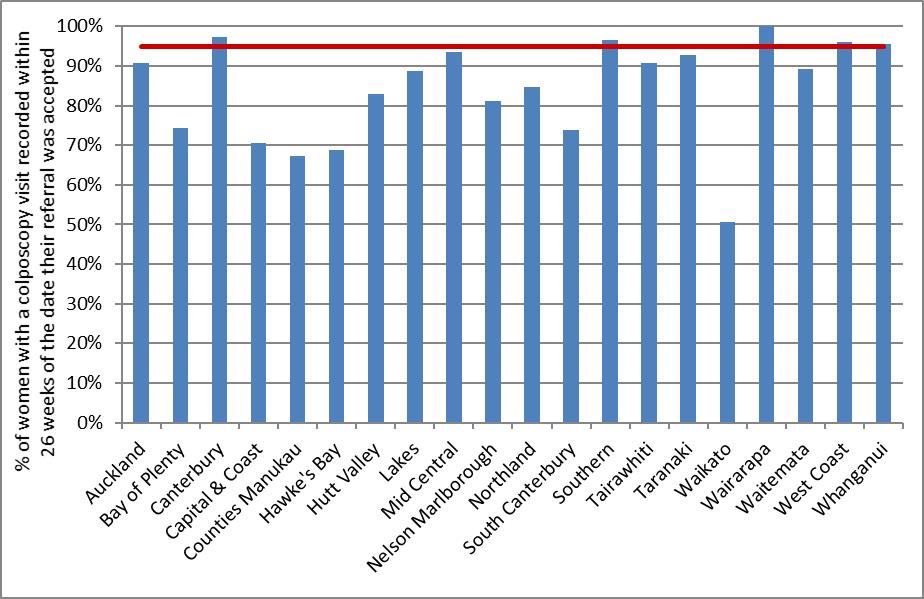 % of women with a colposcopy visit recorded within
26 weeks of the date their referral was accepted
100%
90%
80%
70%
60%
50%
40%
30%
20%
10%
0%
Auckland
Bay of Plenty
Canterbury
Capital & Coast
Counties Manukau
Hawke's Bay
Hutt Valley
Lakes
Mid Central
Nelson Marlborough
Northland
South Canterbury
Southern
Tairawhiti
Taranaki
Waikato
Wairarapa
Waitemata
West Coast
Whanganui